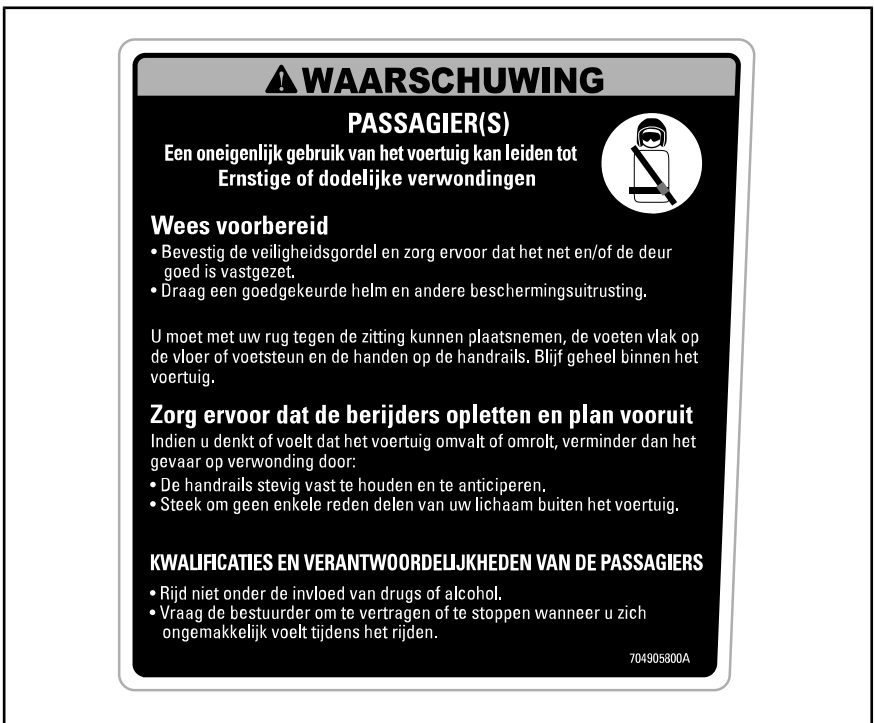 WAARSCHUWING
PASSAGIER(S)
Een oneigenlijk gebruik van het voertuig kan leiden tot
Ernstige of dodelijke verwondingen
Wees voorbereid
• Bevestig de veiligheidsgordel en zorg ervoor dat het net en/of de deur
goed is vastgezet.
• Draag een goedgekeurde helm en andere beschermingsuitrusting.
U moet met uw rug tegen de zitting kunnen plaatsnemen, de voeten vlak op
de vloer of voetsteun en de handen op de handrails. Blijf geheel binnen het
voertuig.
Zorg ervoor dat de berijders opletten en plan vooruit
Indien u denkt of voelt dat het voertuig omvalt of omrolt, verminder dan het
gevaar op verwonding door:
• De handrails stevig vast te houden en te anticiperen.
• Steek om geen enkele reden delen van uw lichaam buiten het voertuig.
KWALIFICATIES EN VERANTWOORDELIJKHEDEN VAN DE PASSAGIERS
• Rijd niet onder de invloed van drugs of alcohol.
• Vraag de bestuurder om te vertragen of te stoppen wanneer u zich
ongemakkelijk voelt tijdens het rijden.
704905800A